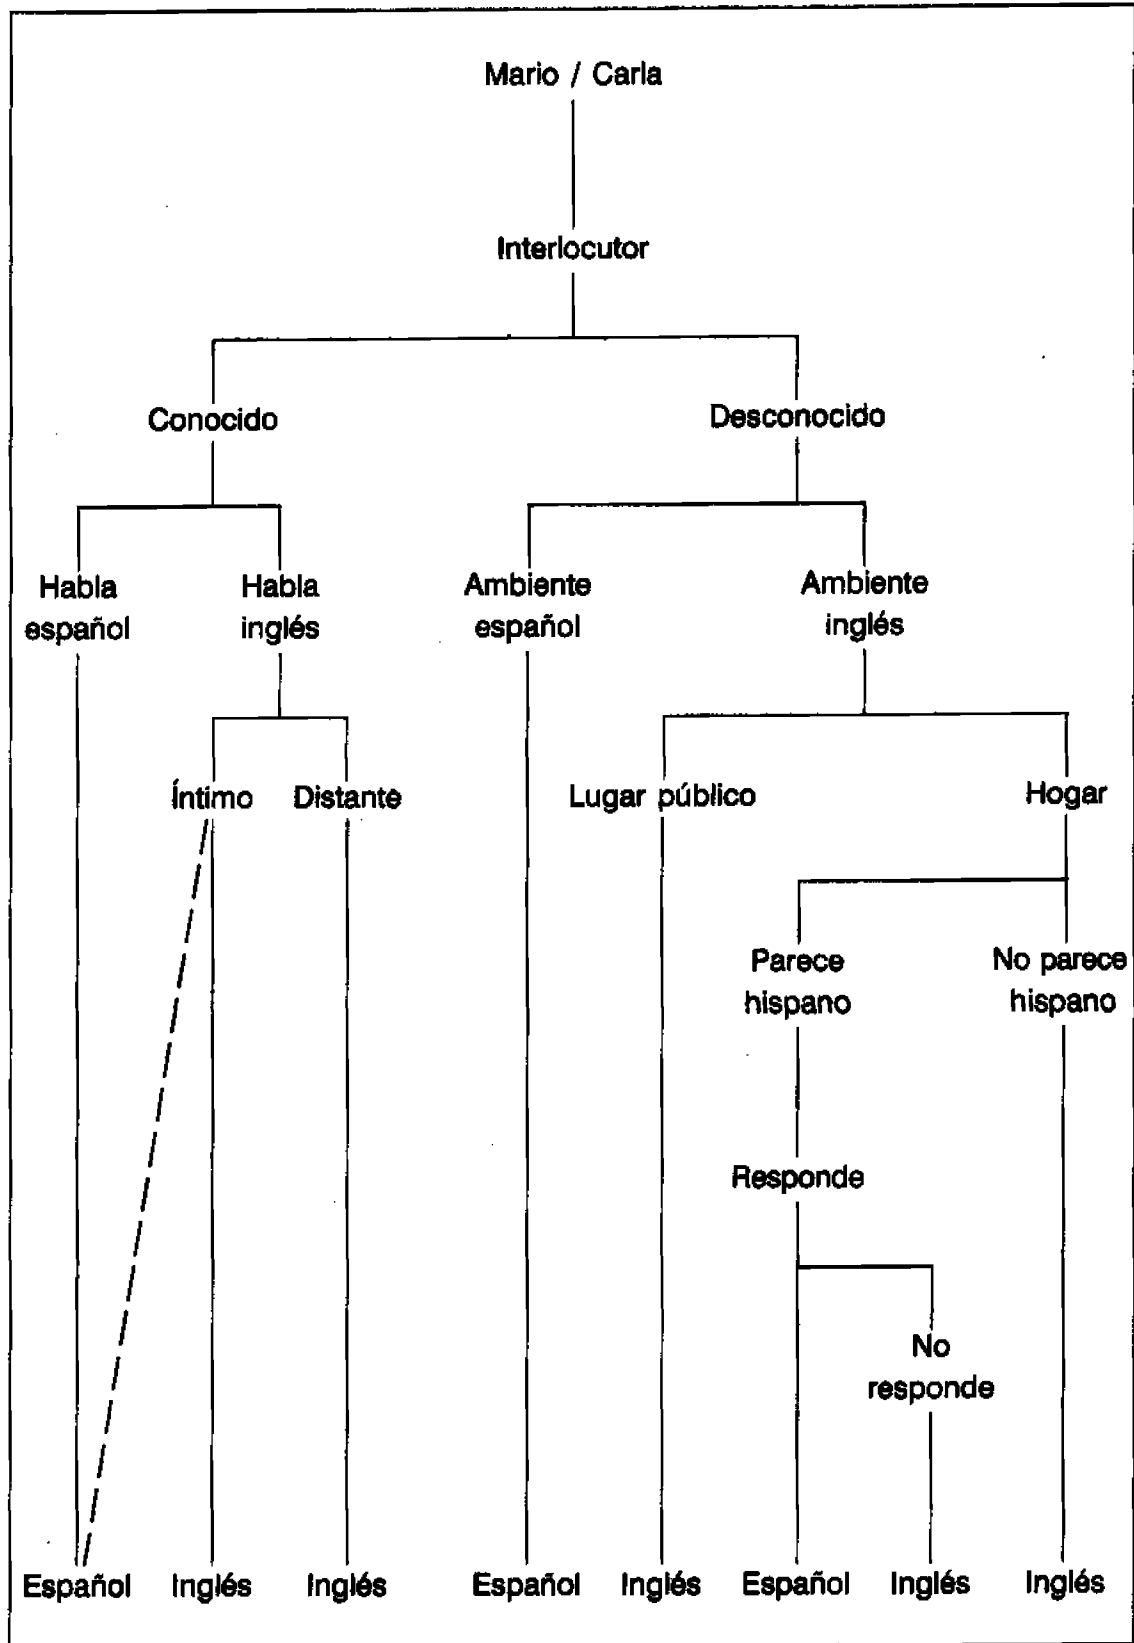 Mario / Carla
Interlocutor
Conocido
Desconocido
Habla
español
Habla
inglés
Ambiente
español
Ambiente
inglés
Íntimo
Distante
Lugar público
Hogar
Parece
hispano
No parece
hispano
Responde
No
responde
Español
Inglés
Inglés
Español
Inglés
Español
Inglés
Inglés